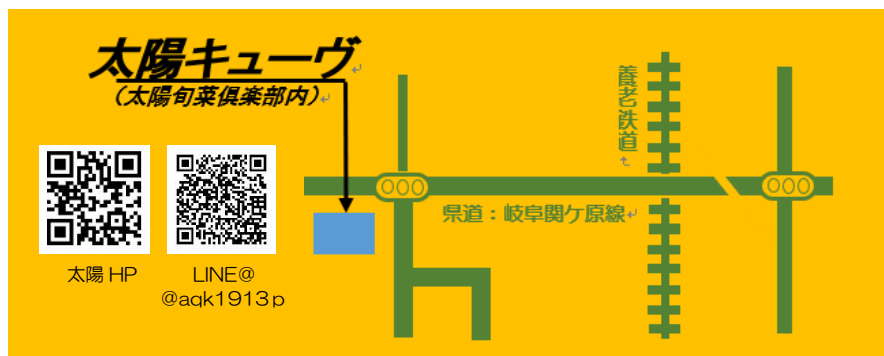 太陽キューヴ
（太陽旬菜倶楽部内）
養老鉄道
県道：岐阜関ケ原線
太陽 HP
LINE@
@aqk1913p